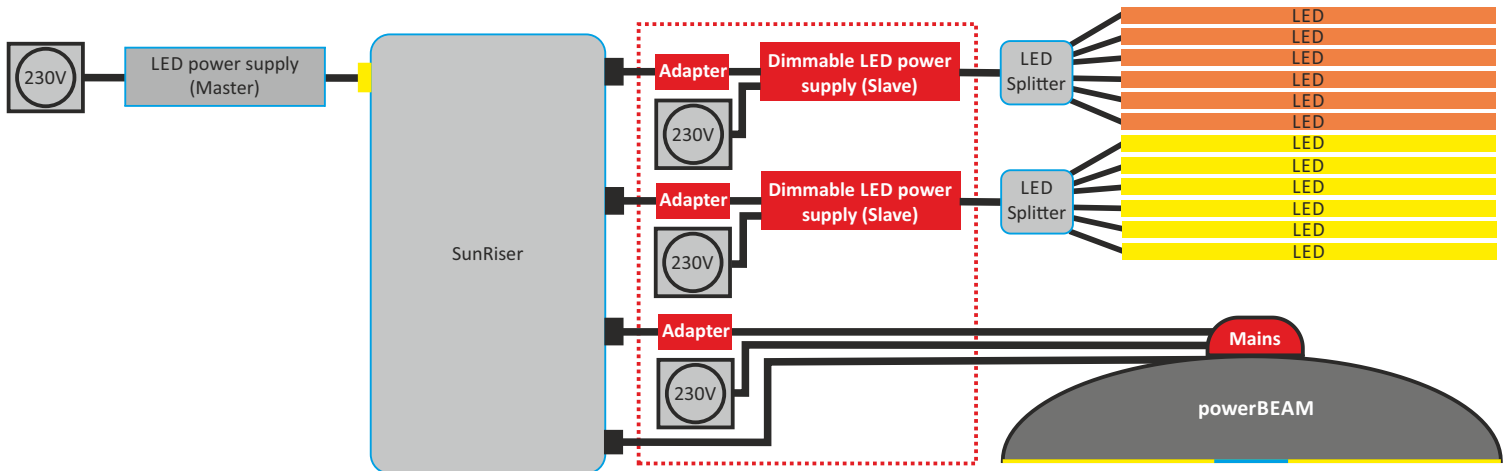 230V
LED power supply
(Master)
SunRiser
Adapter
230V
Dimmable LED power
supply (Slave)
LED
Splitter
LED
LED
LED
LED
LED
LED
Adapter
230V
Dimmable LED power
supply (Slave)
LED
Splitter
LED
LED
LED
LED
LED
LED
Adapter
230V
Mains
powerBEAM